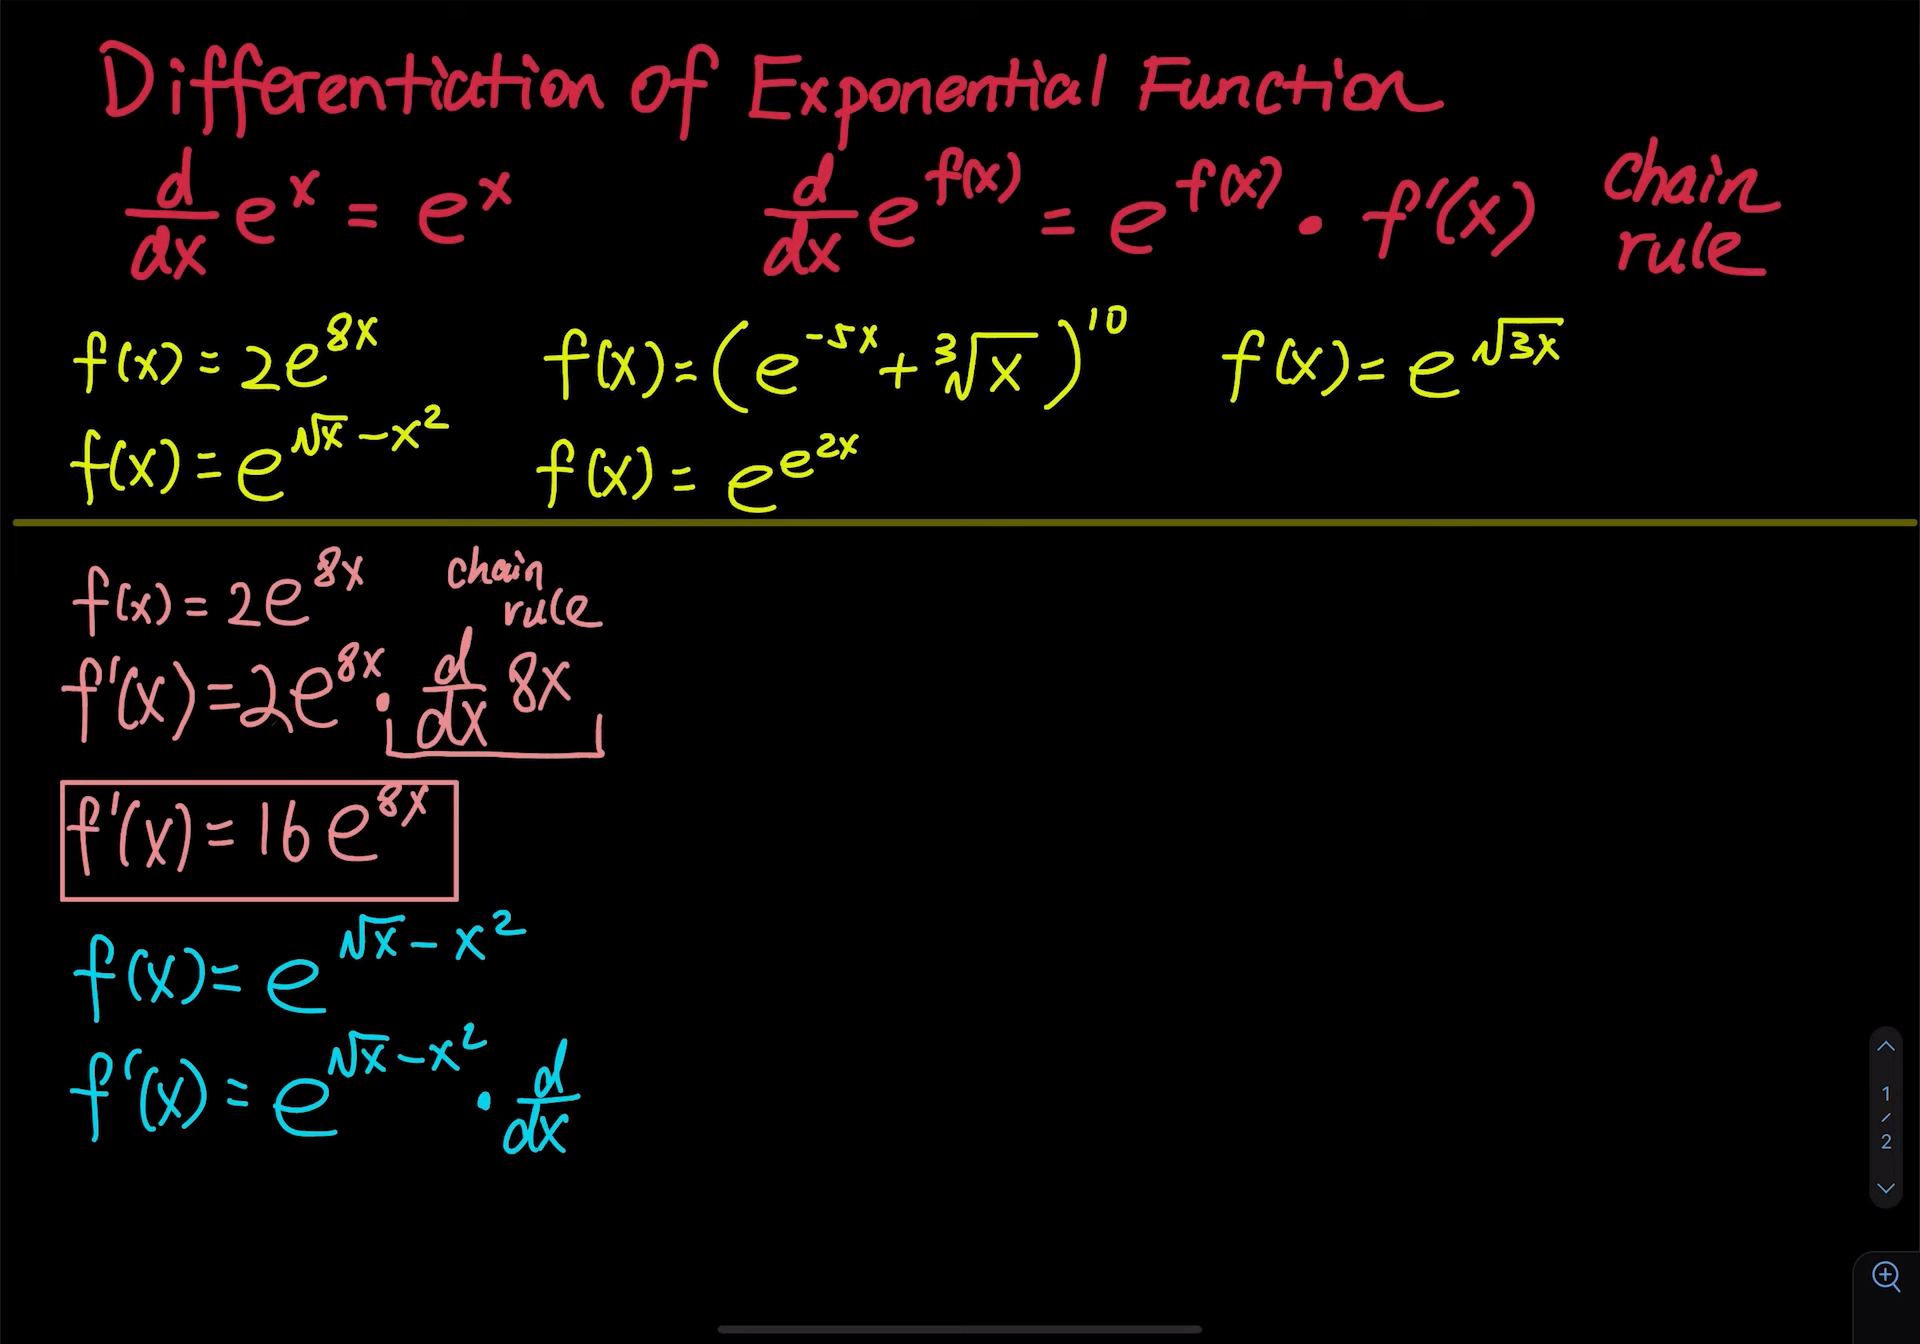 Differentiation of Exponential Function
d/dx e^x = e^x    d/dx e^f(x) = e^f(x) • f'(x)    chain rule
f(x) = 2e^8x    f(x) = (e^-5x + ∛x)^10    f(x) = e^√3x
f(x) = e^√x - x^2    f(x) = e^e^2x
f(x) = 2e^8x    chain rule
f'(x) = 2e^8x • d/dx 8x
f'(x) = 16e^8x
f(x) = e^√x - x^2
f'(x) = e^√x - x^2 • d/dx
1 / 2